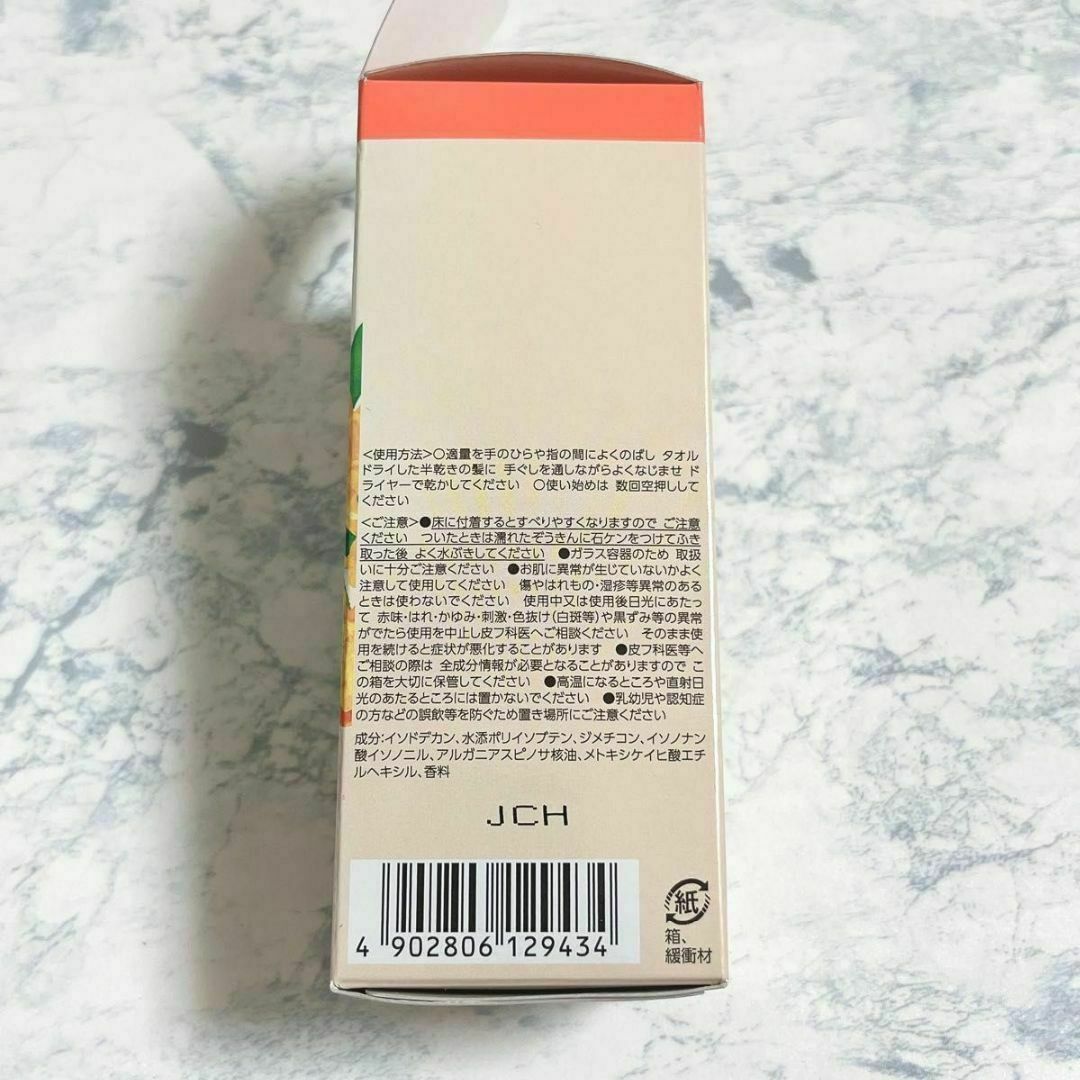 <使用方法>○適量を手のひらや指の間によくのばし タオル
ドライした半乾きの髪に 手ぐしを通しながらよくなじませ ド
ライヤーで乾かしてください ○使い始めは 数回空押しして
ください
<ご注意>●床に付着するとすべりやすくなりますので ご注意
ください ついたときは濡れたぞうきんに石ケンをつけてふき
取った後 よく水ぶきしてください ●ガラス容器のため 取扱
いに十分ご注意ください ●お肌に異常が生じていないかよく
注意して使用してください 傷やはれもの・湿疹等異常のある
ときは使わないでください 使用中又は使用後日光にあたっ
て 赤味・はれ・かゆみ・刺激・色抜け(白斑等)や黒ずみ等の異常
がでたら使用を中止し皮フ科医へご相談ください そのまま使
用を続けると症状が悪化することがあります ●皮フ科医等へ
ご相談の際は 全成分情報が必要となることがありますので こ
の箱を大切に保管してください ●高温になるところや直射日
光のあたるところには置かないでください ●乳幼児や認知症
の方などの誤飲等を防ぐため置き場所にご注意ください
成分:イソドデカン、水添ポリイソブテン、ジメチコン、イソノナン
酸イソノニル、アルガニアスピノサ核油、メトキシケイヒ酸エチ
ルヘキシル、香料
JCH
4 902806 129434
紙
箱、
緩衝材